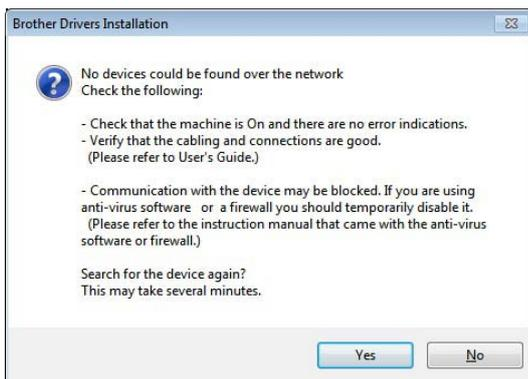 Brother Drivers Installation
No devices could be found over the network
Check the following:
- Check that the machine is On and there are no error indications.
- Verify that the cabling and connections are good.
(Please refer to User's Guide.)
- Communication with the device may be blocked. If you are using
anti-virus software or a firewall you should temporarily disable it.
(Please refer to the instruction manual that came with the anti-virus
software or firewall.)
Search for the device again?
This may take several minutes.
Yes
No